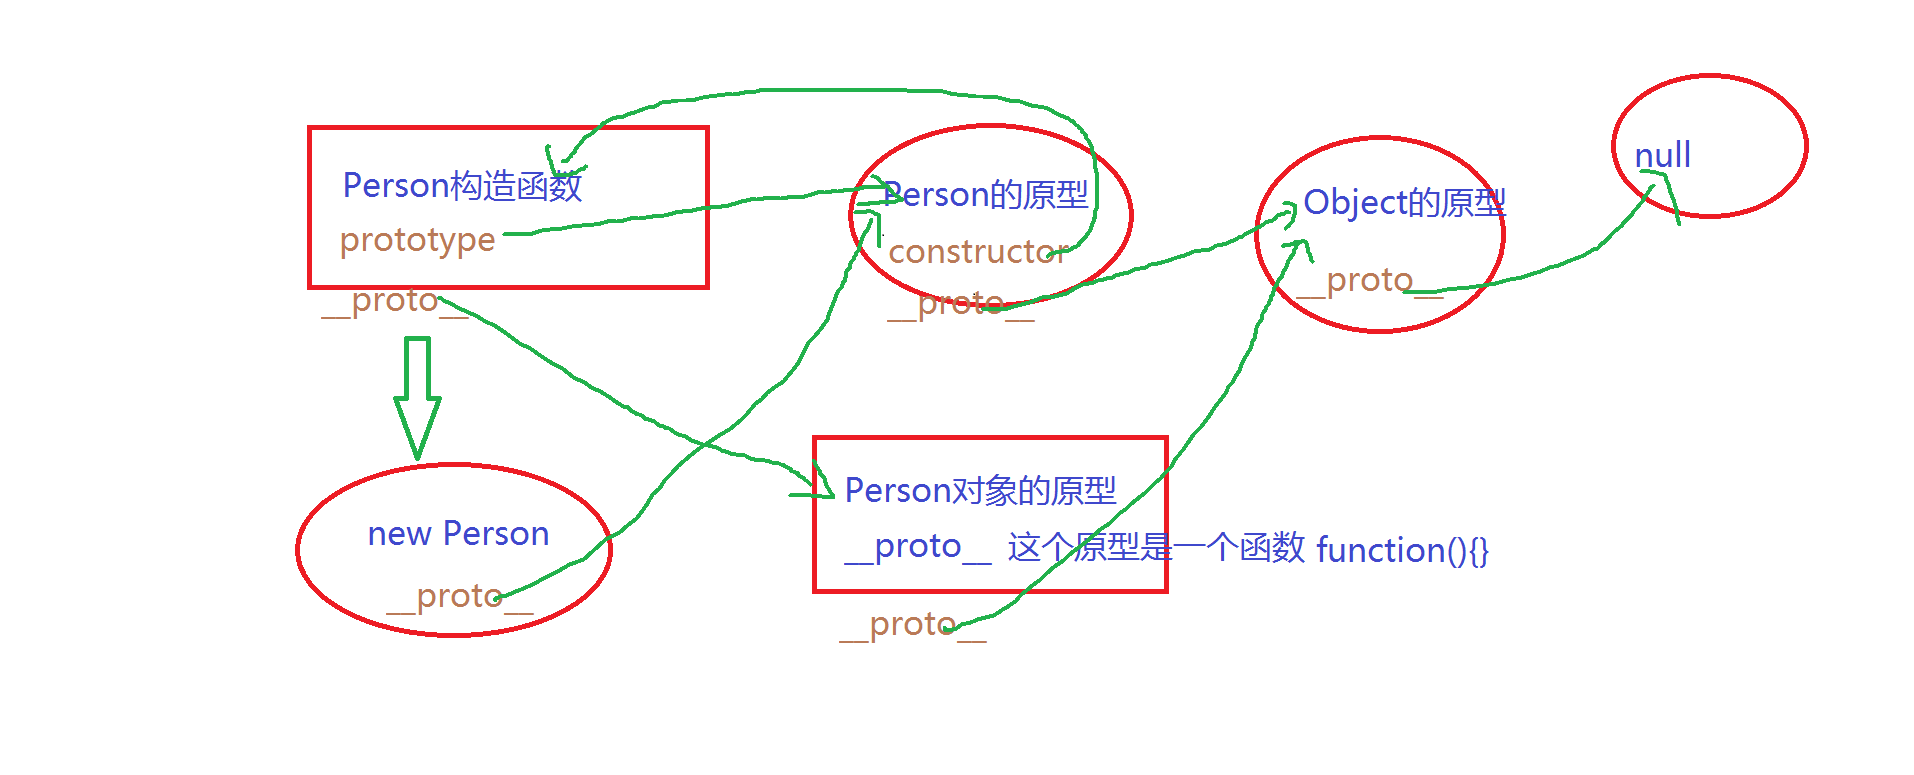 Person构造函数
prototype
__proto__
Person的原型
constructor
__proto__
Object的原型
__proto__
null
new Person
__proto__
Person对象的原型
__proto__ 这个原型是一个函数 function(){}
__proto__